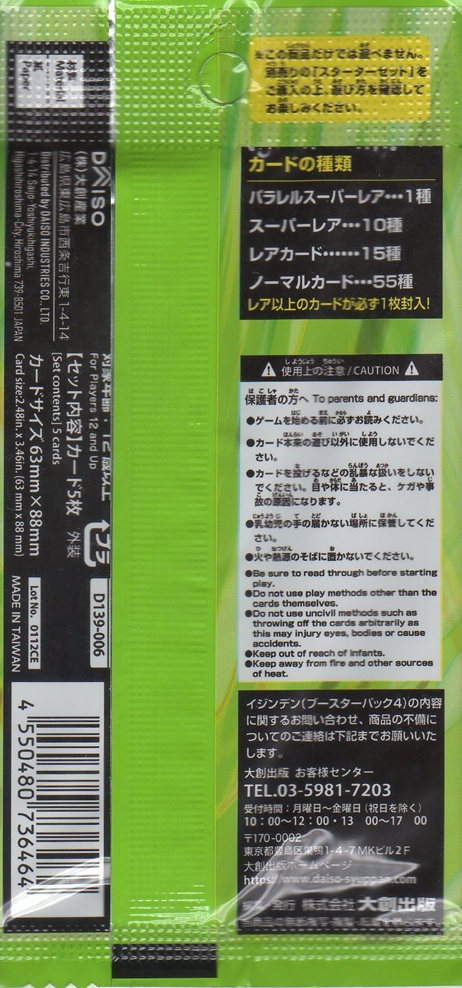 ※この商品だけでは遊べません。
別売りの「スターターセット」を
ご購入の上、遊び方を確認して
お楽しみください。
カードの種類
パラレルスーパーレア・・・1種
スーパーレア・・・10種
レアカード・・・・・・15種
ノーマルカード・・・55種
レア以上のカードが必ず1枚封入!
使用上の注意/CAUTION
保護者の方へ To parents and guardians:
●ゲームを始める前に必ずお読みください。
●カード本来の遊び以外に使用しないでくだ
さい。
●カードを投げるなどの乱暴な扱いをしない
でください。目や体に当たると、ケガや事
故の原因になります。
●乳幼児の手の届かない場所に保管してくだ
さい。
●火や熱源のそばに置かないでください。
●Be sure to read through before starting
play.
●Do not use play methods other than the
cards themselves.
●Do not use uncivil methods such as
throwing off the cards arbitrarily as
this may injury eyes, bodies or cause
accidents.
●Keep out of reach of infants.
●Keep away from fire and other sources
of heat.
イジンデン(ブースターパック4)の内容
に関するお問い合わせ、商品の不備に
ついてのご連絡は下記までお願いいた
します。
大創出版 お客様センター
TEL.03-5981-7203
受付時間:月曜日〜金曜日(祝日を除く)
10:00〜12:00・13:00〜17:00
〒170-0002
東京都豊島区巣鴨1-4-7 MKビル2F
大創出版ホームページ
https://www.daiso-syuppan.com
編集・発行 株式会社 大創出版
材質
Material
紙
Paper
DAISO
(株)大創産業
広島県東広島市西条吉行東1-4-14
Distributed by DAISO INDUSTRIES CO., LTD.
1-4-14 Saijo-Yoshiyukihigashi,
Higashihiroshima-City, Hiroshima 739-8501 JAPAN
対象年齢:12歳以上
For Players 12 and Up
【セット内容】カード5枚
[Set contents] 5 cards
カードサイズ 63mm×88mm
Card size:2.48in. x 3.46in. (63 mm x 88 mm)
プラ
外装
D139-006
Lot No. 0112CE
MADE IN TAIWAN
4 550480 736464